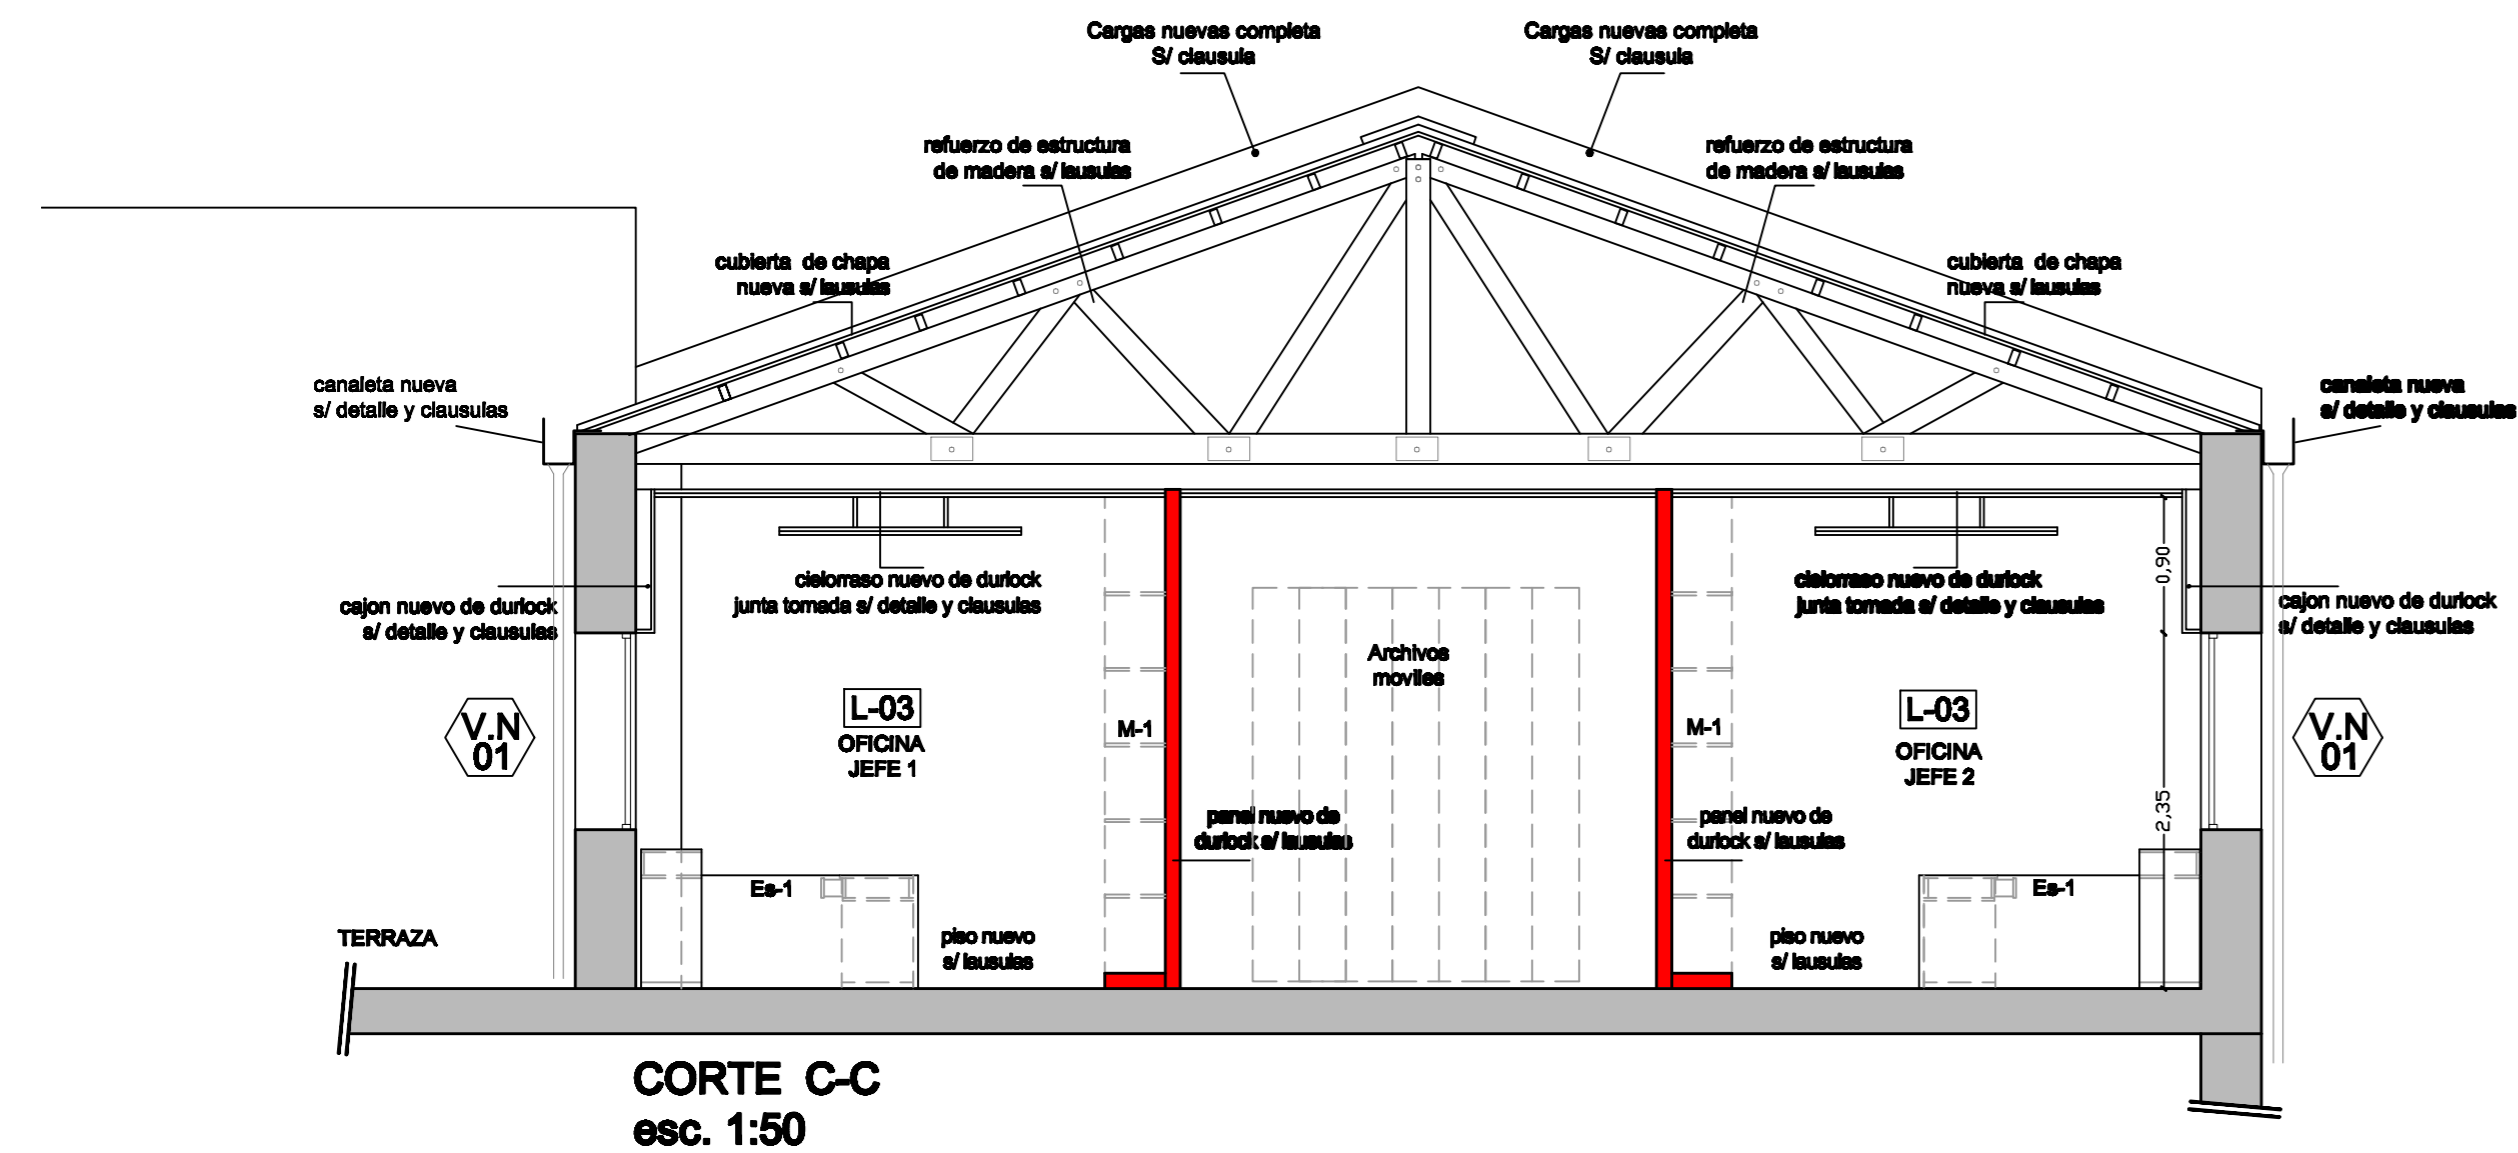 Cargas nuevas completa
S/ clausula
Cargas nuevas completa
S/ clausula
refuerzo de estructura
de madera s/ lausulas
refuerzo de estructura
de madera s/ lausulas
cubierta de chapa
nueva s/ lausulas
cubierta de chapa
nueva s/ lausulas
canaleta nueva
s/ detalle y clausulas
canaleta nueva
s/ detalle y clausulas
cielorraso nuevo de durlock
junta tomada s/ detalle y clausulas
cielorraso nuevo de durlock
junta tomada s/ detalle y clausulas
0,90
cajon nuevo de durlock
s/ detalle y clausulas
cajon nuevo de durlock
s/ detalle y clausulas
Archivos
moviles
V.N
01
L-03
OFICINA
JEFE 1
M-1
M-1
L-03
OFICINA
JEFE 2
V.N
01
panel nuevo de
durlock s/ lausulas
panel nuevo de
durlock s/ lausulas
2,35
Es-1
Es-1
TERRAZA
piso nuevo
s/ lausulas
piso nuevo
s/ lausulas
CORTE C-C
esc. 1:50